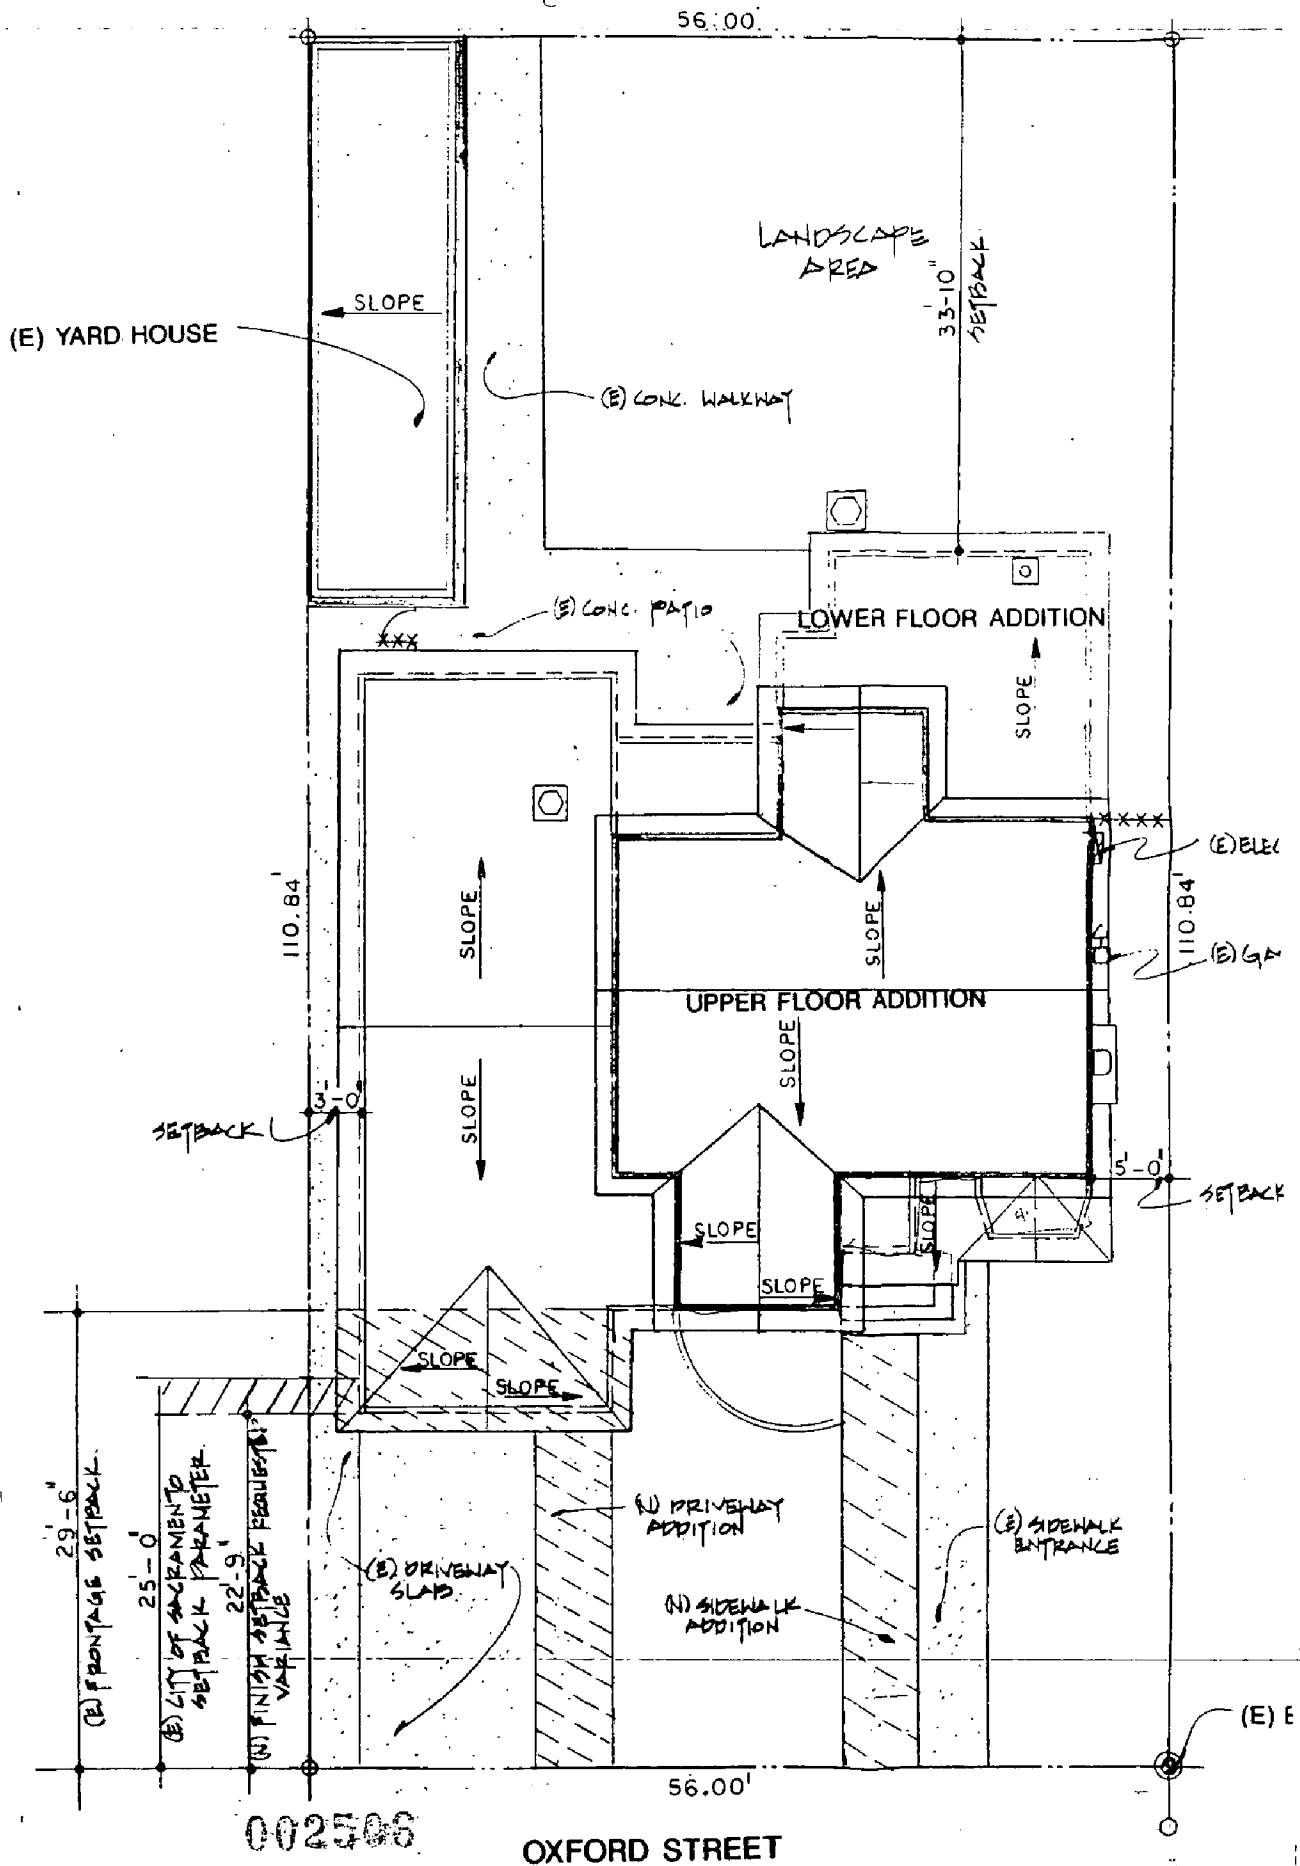 56.00
LANDSCAPE
AREA
33'-10"
SETBACK
SLOPE
(E) YARD HOUSE
(E) CONC. WALKWAY
(E) CONC. PATIO
LOWER FLOOR ADDITION
SLOPE
(E) ELEC
110.84'
SLOPE
SLOPE
110.84'
(E) GA
UPPER FLOOR ADDITION
SLOPE
SLOPE
3'-0"
SETBACK
5'-0"
SETBACK
SLOPE
SLOPE
SLOPE
SLOPE
SLOPE
29'-6"
(E) FRONTAGE SETBACK
25'-0"
(E) CITY OF SACRAMENTO
SETBACK PARAMETER
22'-9"
(N) FINISH SETBACK REQUESTED
VARIANCE
(N) DRIVEWAY
ADDITION
(E) SIDEWALK
ENTRANCE
(E) DRIVEWAY
SLAB
(N) SIDEWALK
ADDITION
(E) E
56.00'
002506
OXFORD STREET